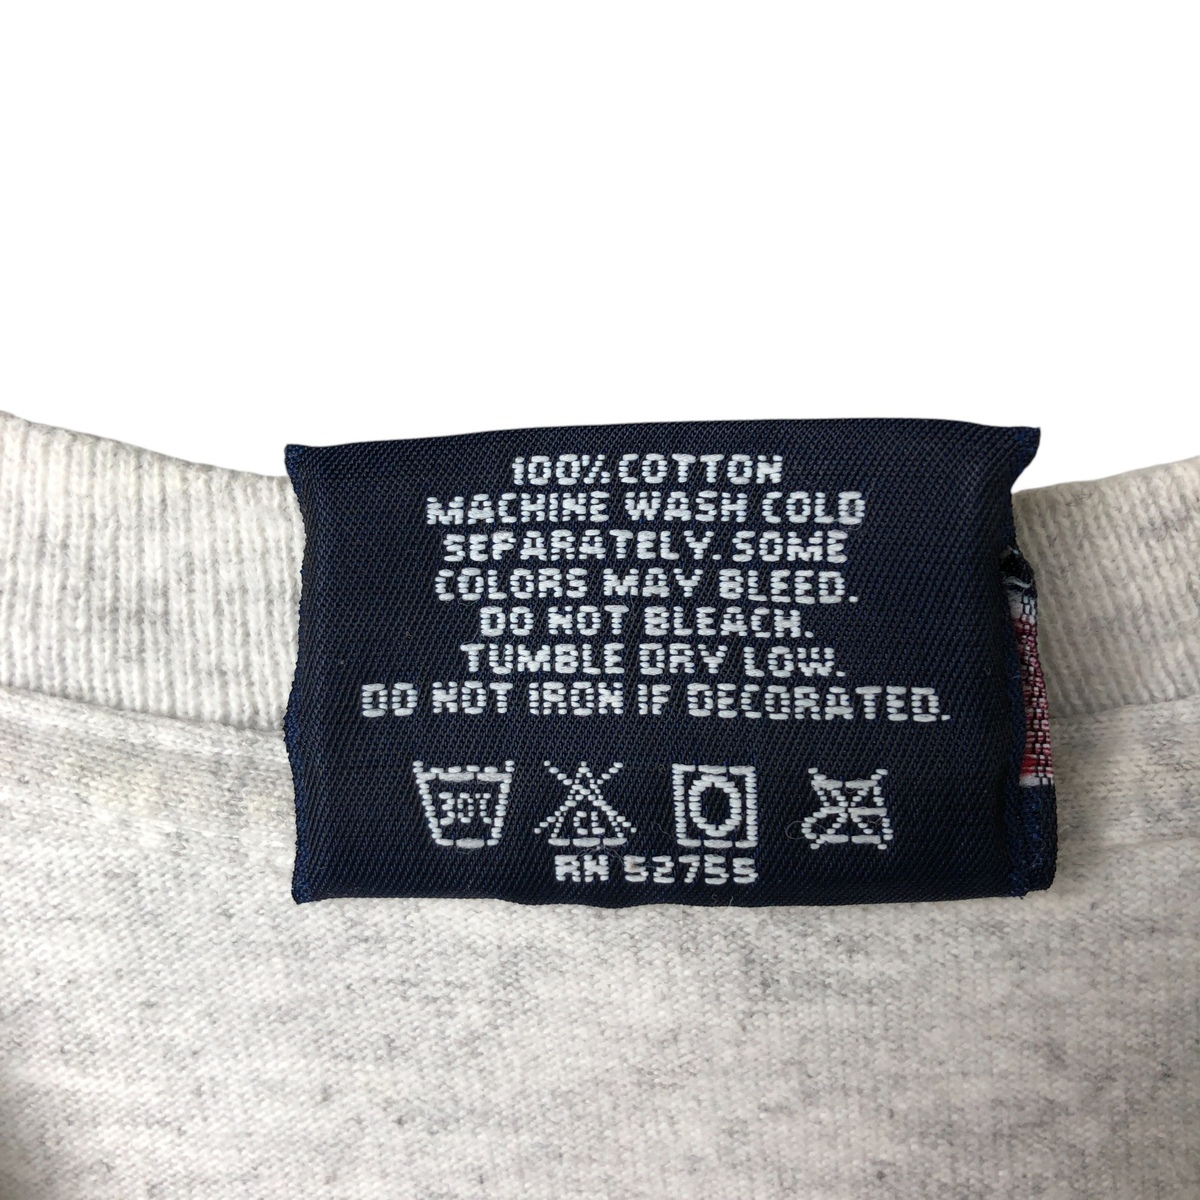 100% COTTON
MACHINE WASH COLD
SEPARATELY. SOME
COLORS MAY BLEED.
DO NOT BLEACH.
TUMBLE DRY LOW.
DO NOT IRON IF DECORATED.
30°C CL
RN 52755